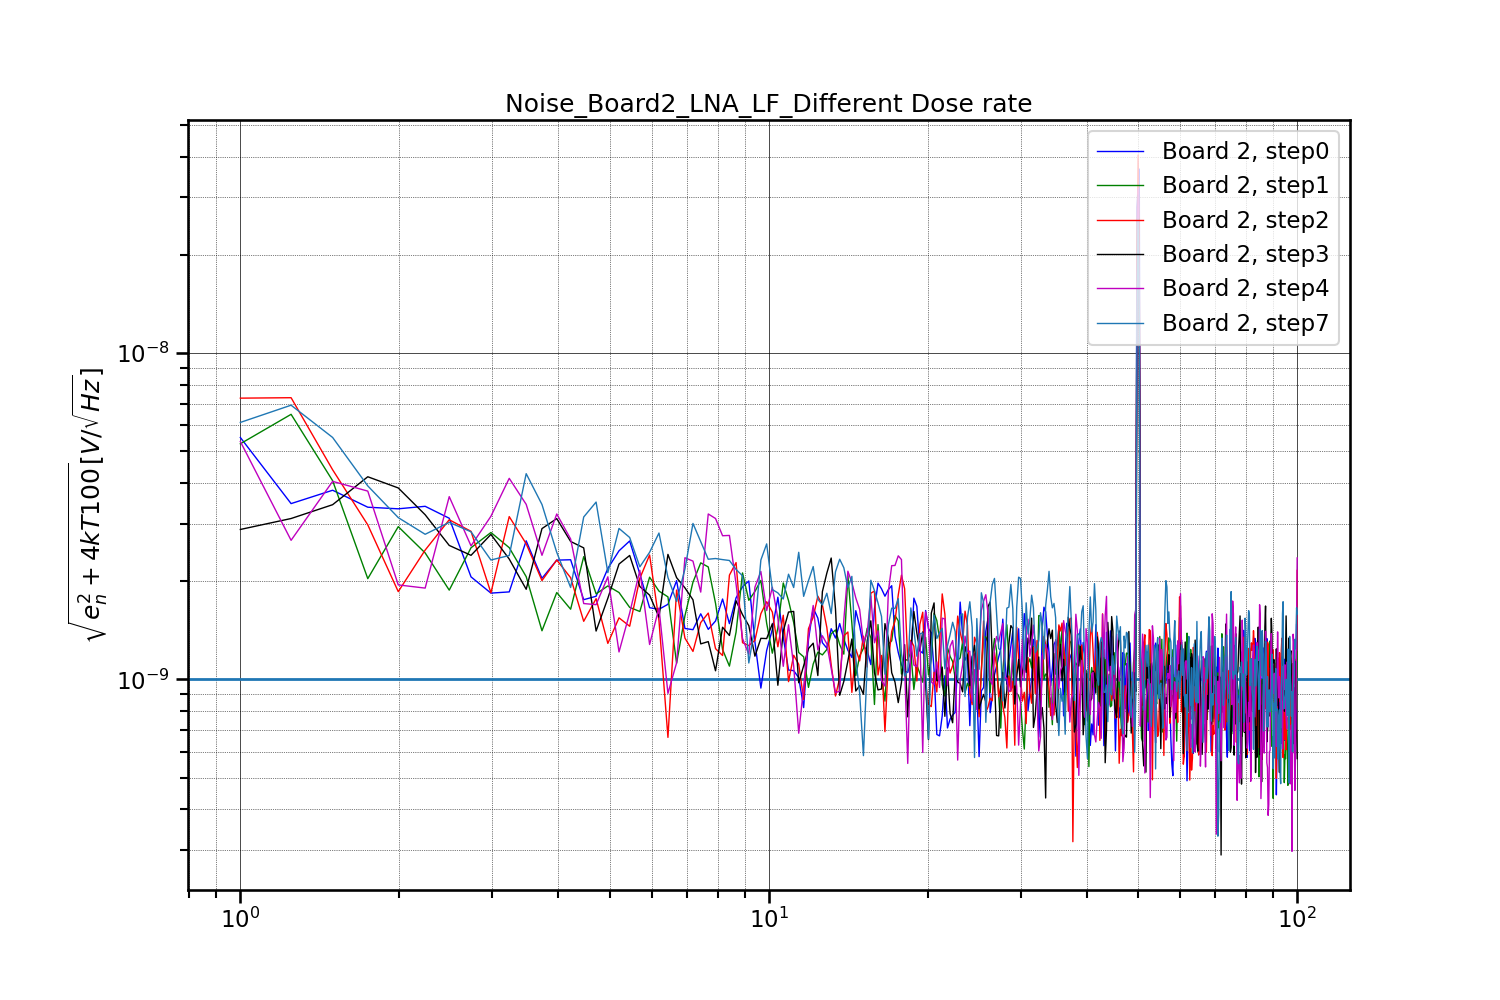 Noise_Board2_LNA_LF_Different Dose rate
Board 2, step0
Board 2, step1
Board 2, step2
Board 2, step3
Board 2, step4
Board 2, step7
10⁻⁸
10⁻⁹
√(eₙ² + 4kT100) [V/√Hz]
10⁰ 10¹ 10²